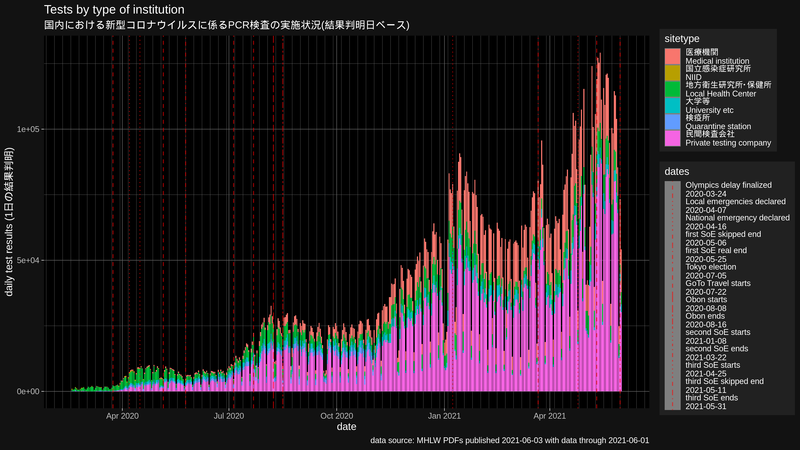 Tests by type of institution
国内における新型コロナウイルスに係るPCR検査の実施状況(結果判明日ベース)
daily test results (1日の結果判明)
1e+05
5e+04
0e+00
Apr 2020
Jul 2020
Oct 2020
Jan 2021
Apr 2021
date
data source: MHLW PDFs published 2021-06-03 with data through 2021-06-01
sitetype
医療機関
Medical institution
国立感染症研究所
NIID
地方衛生研究所・保健所
Local Health Center
大学等
University etc
検疫所
Quarantine station
民間検査会社
Private testing company
dates
Olympics delay finalized
2020-03-24
Local emergencies declared
2020-04-07
National emergency declared
2020-04-16
first SoE skipped end
2020-05-06
first SoE real end
2020-05-25
Tokyo election
2020-07-05
GoTo Travel starts
2020-07-22
Obon starts
2020-08-08
Obon ends
2020-08-16
second SoE starts
2021-01-08
second SoE ends
2021-03-22
third SoE starts
2021-04-25
third SoE skipped end
2021-05-11
third SoE ends
2021-05-31